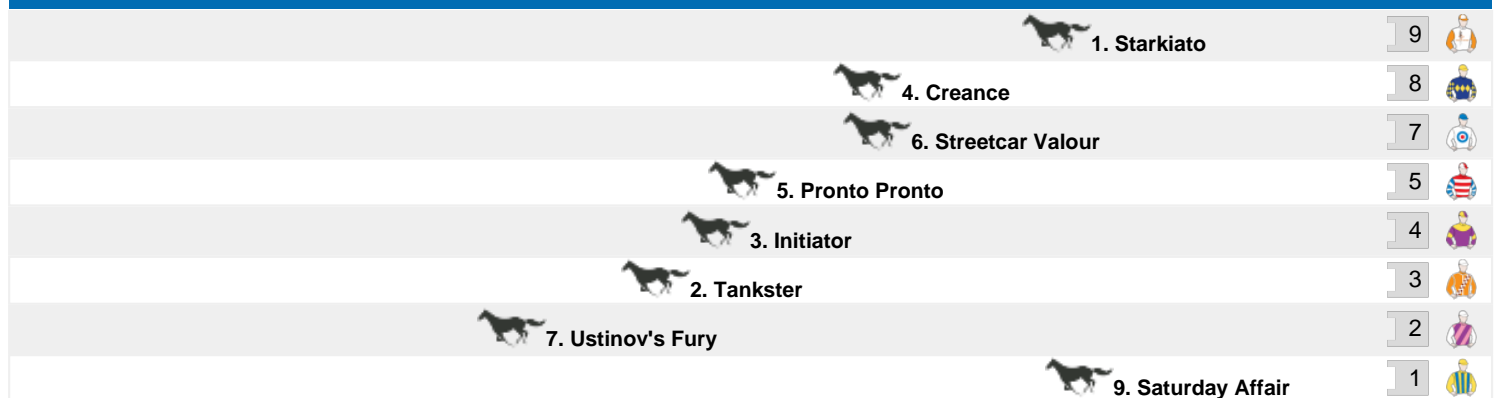 1. Starkiato 9
4. Creance 8
6. Streetcar Valour 7
5. Pronto Pronto 5
3. Initiator 4
2. Tankster 3
7. Ustinov's Fury 2
9. Saturday Affair 1